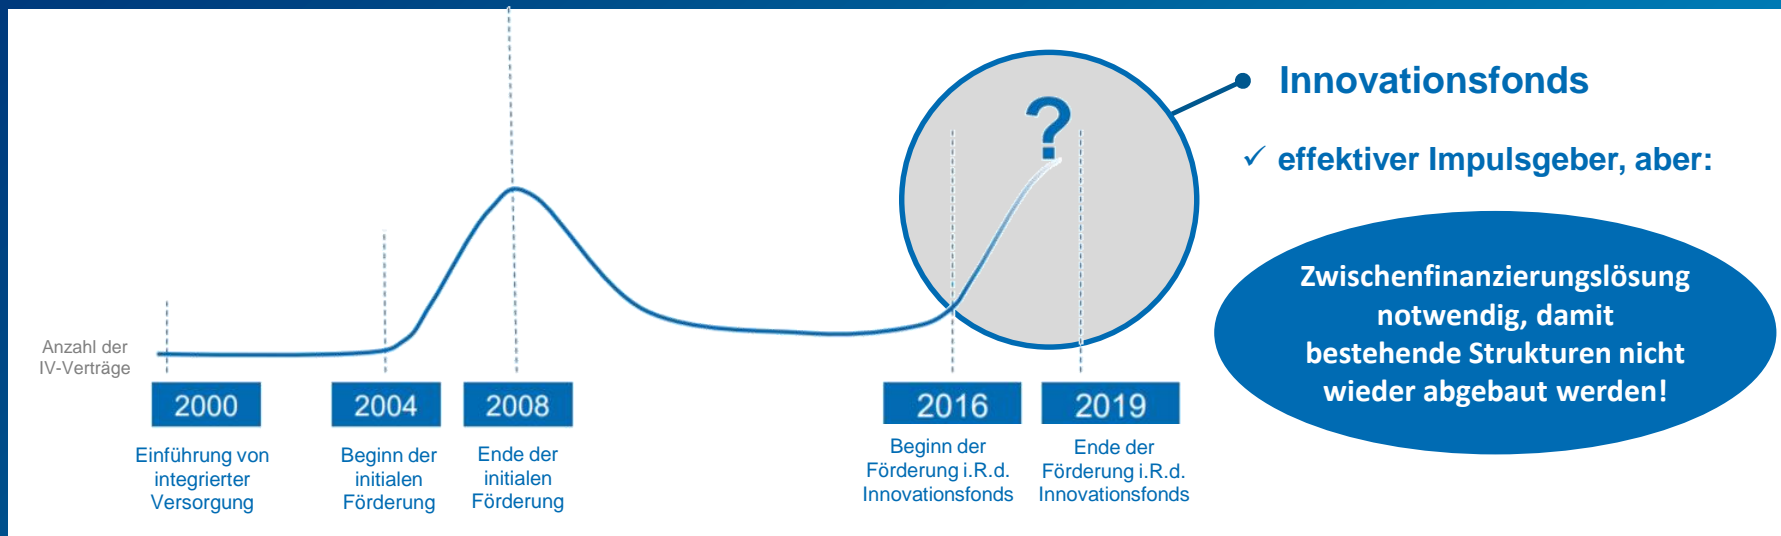 Innovationsfonds
✓ effektiver Impulsgeber, aber:
?
Zwischenfinanzierungslösung
notwendig, damit
bestehende Strukturen nicht
wieder abgebaut werden!
Anzahl der
IV-Verträge
2000
Einführung von
integrierter
Versorgung
2004
Beginn der
initialen
Förderung
2008
Ende der
initialen
Förderung
2016
Beginn der
Förderung i.R.d.
Innovationsfonds
2019
Ende der
Förderung i.R.d.
Innovationsfonds